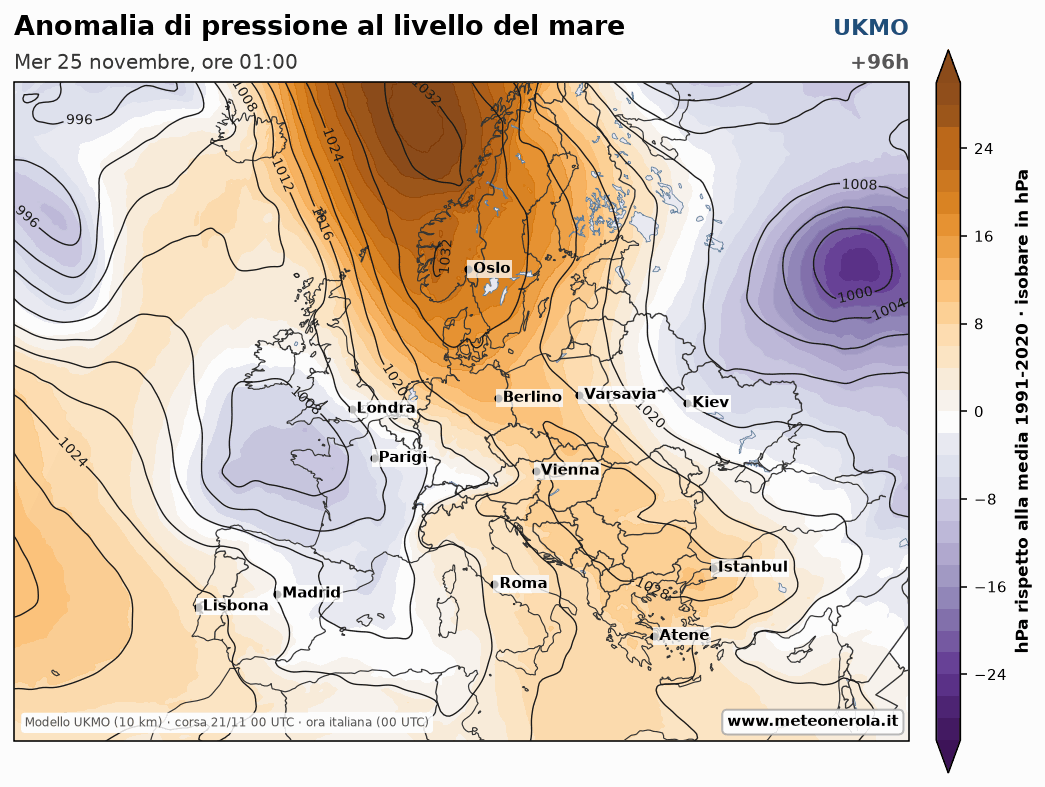 Anomalia di pressione al livello del mare
UKMO
Mer 25 novembre, ore 01:00
+96h
1032
1008
996
1024
1012
1008
996
1016
1032
Oslo
1000
1004
1020
Berlino
Varsavia
Kiev
1008
Londra
1020
1024
Parigi
Vienna
Istanbul
Roma
1028
Madrid
Lisbona
Atene
Modello UKMO (10 km) · corsa 21/11 00 UTC · ora italiana (00 UTC)
www.meteonerola.it
24
16
8
0
−8
−16
−24
hPa rispetto alla media 1991-2020 · isobare in hPa